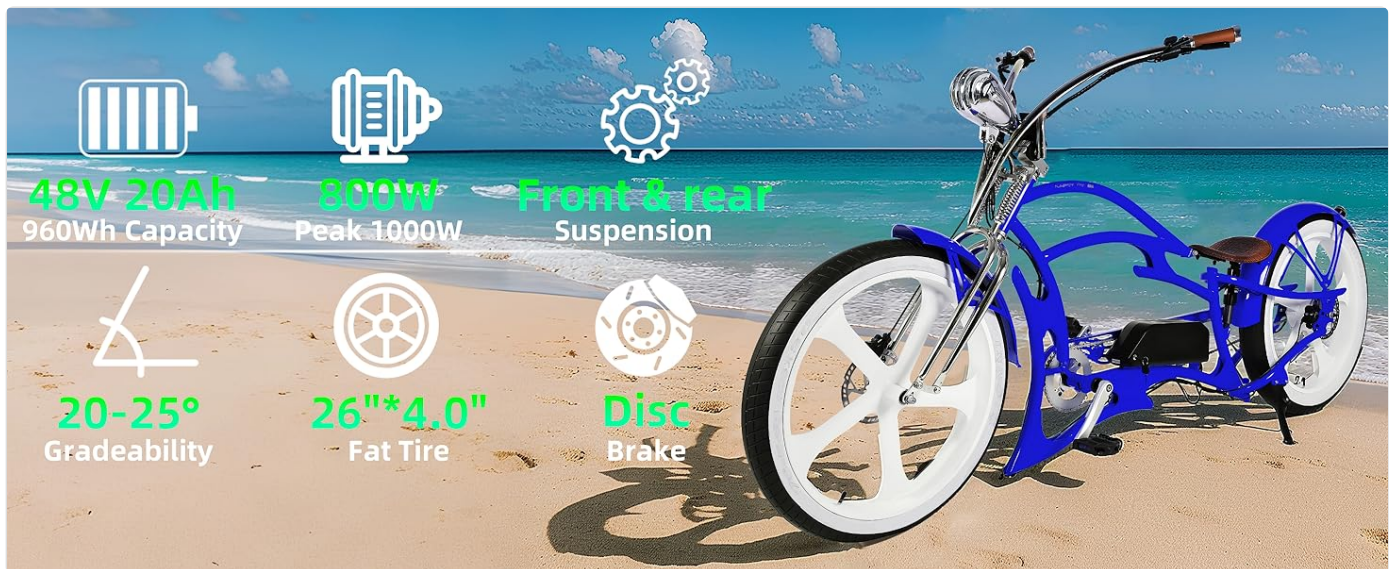 48V 20Ah
960Wh Capacity
800W
Peak 1000W
Front & rear
Suspension
20-25°
Gradeability
26"*4.0"
Fat Tire
Disc
Brake